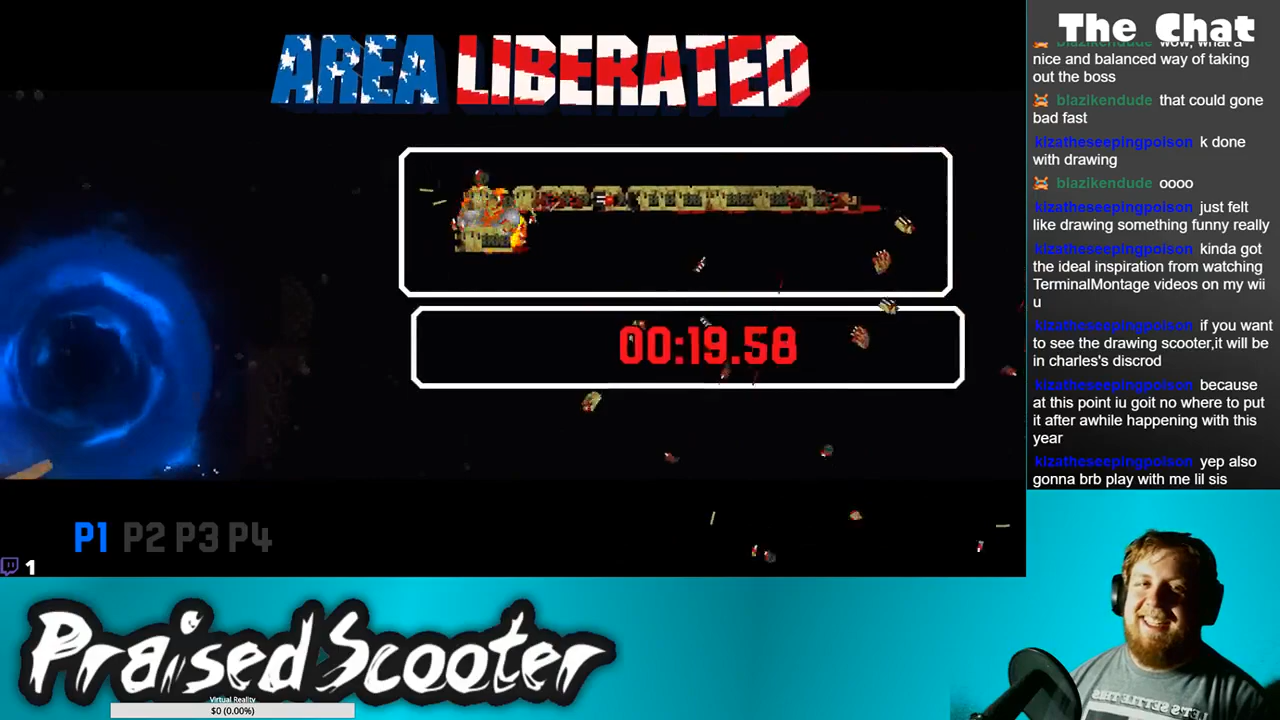 AREA LIBERATED
00:19.58
P1 P2 P3 P4
1
The Chat
blazikendude wow, what a
nice and balanced way of taking
out the boss
blazikendude that could gone
bad fast
kizatheseepingpoison k done
with drawing
blazikendude oooo
kizatheseepingpoison just felt
like drawing something funny really
kizatheseepingpoison kinda got
the ideal inspiration from watching
TerminalMontage videos on my wii
u
kizatheseepingpoison if you want
to see the drawing scooter,it will be
in charles's discrod
kizatheseepingpoison because
at this point iu goit no where to put
it after awhile happening with this
year
kizatheseepingpoison yep also
gonna brb play with me lil sis
PraisedScooter
Virtual Reality
$0 (0.00%)
LET'S SETTLE THIS